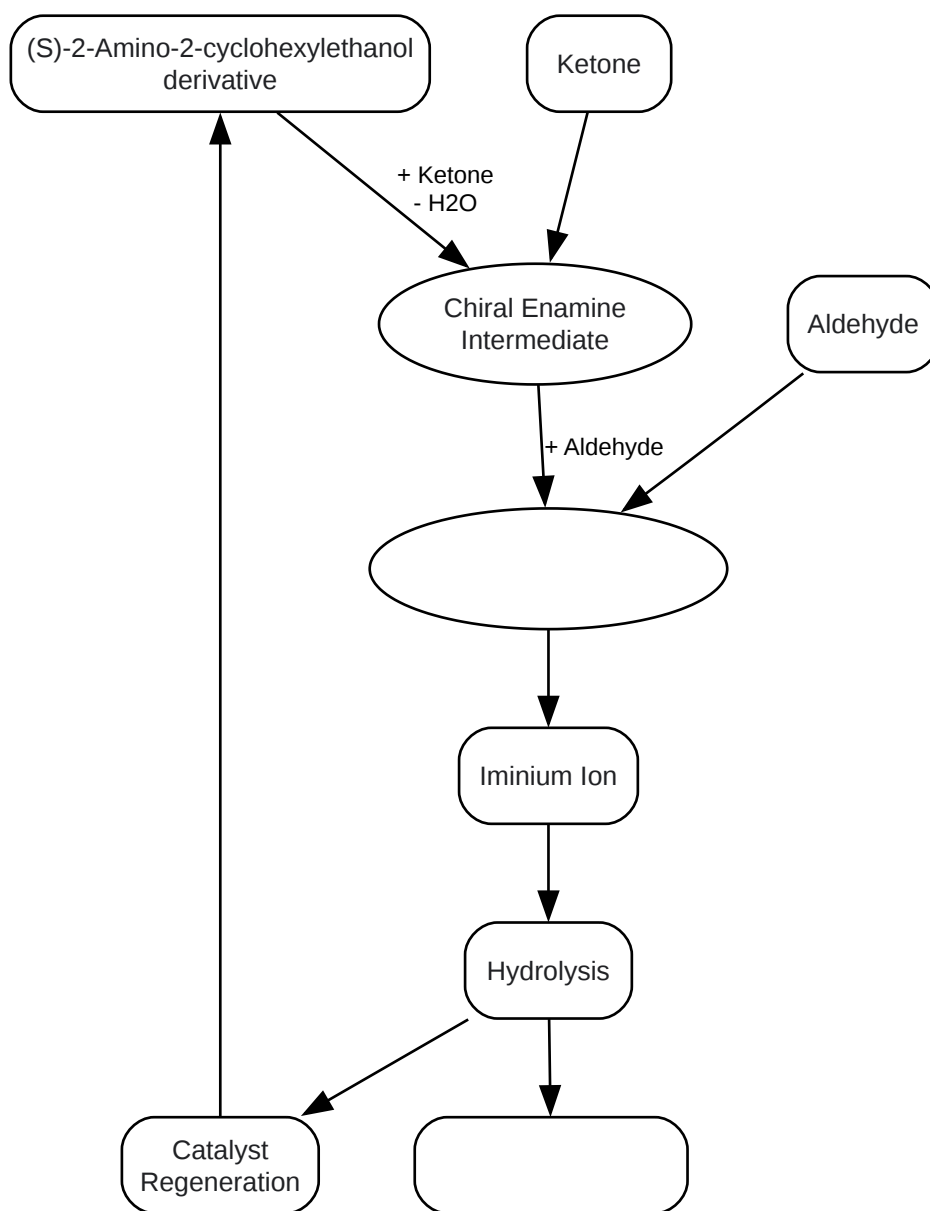 (S)-2-Amino-2-cyclohexylethanol
derivative
Ketone
+ Ketone
- H2O
Chiral Enamine
Intermediate
Aldehyde
+ Aldehyde
Iminium Ion
Hydrolysis
Catalyst
Regeneration